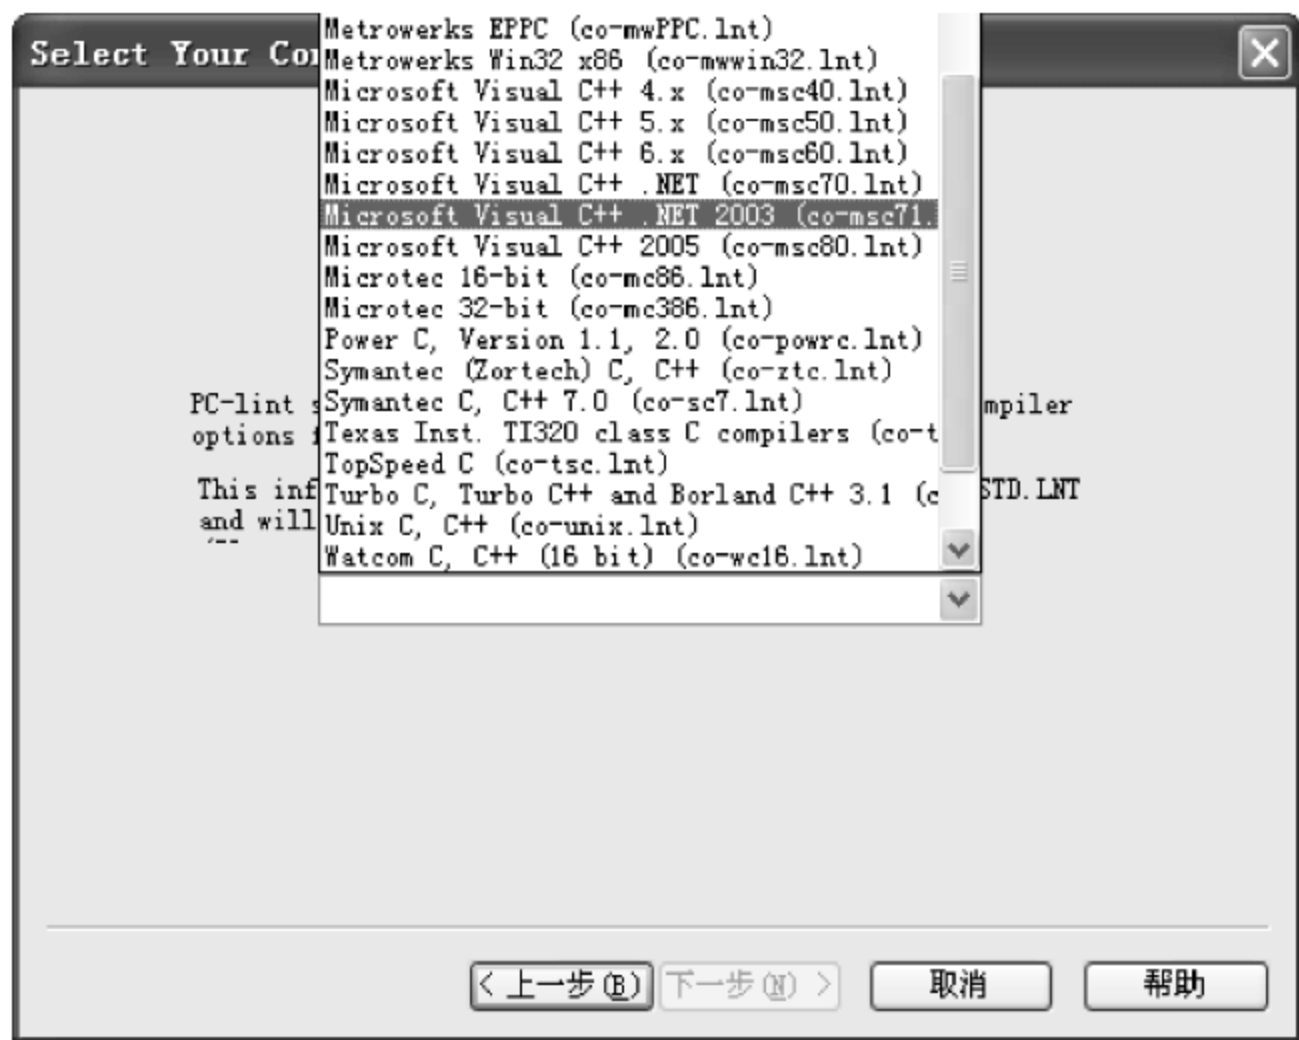 Select Your Co
Metrowerks EPPC (co-mwPPC.lnt)
Metrowerks Win32 x86 (co-mwwin32.lnt)
Microsoft Visual C++ 4.x (co-msc40.lnt)
Microsoft Visual C++ 5.x (co-msc50.lnt)
Microsoft Visual C++ 6.x (co-msc60.lnt)
Microsoft Visual C++ .NET (co-msc70.lnt)
Microsoft Visual C++ .NET 2003 (co-msc71.
Microsoft Visual C++ 2005 (co-msc80.lnt)
Microtec 16-bit (co-mc86.lnt)
Microtec 32-bit (co-mc386.lnt)
Power C, Version 1.1, 2.0 (co-powrc.lnt)
Symantec (Zortech) C, C++ (co-ztc.lnt)
Symantec C, C++ 7.0 (co-sc7.lnt)
Texas Inst. TI320 class C compilers (co-t
TopSpeed C (co-tsc.lnt)
Turbo C, Turbo C++ and Borland C++ 3.1 (c
Unix C, C++ (co-unix.lnt)
Watcom C, C++ (16 bit) (co-wc16.lnt)
PC-lint mpiler
options
This inf STD.LNT
and will
< 上一步(B) 下一步(N) > 取消 帮助